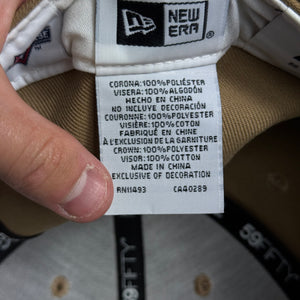 NEW ERA
CORONA:100%POLIÉSTER
VISERA:100%ALGODÓN
HECHO EN CHINA
NO INCLUYE DECORACIÓN
COURONNE:100%POLYESTER
VISIÈRE:100%COTON
FABRIQUÉ EN CHINE
À L'EXCLUSION DE LA GARNITURE
CROWN:100%POLYESTER
VISOR:100%COTTON
MADE IN CHINA
EXCLUSIVE OF DECORATION
RN11493 CA40289
59FIFTY
59FIFTY